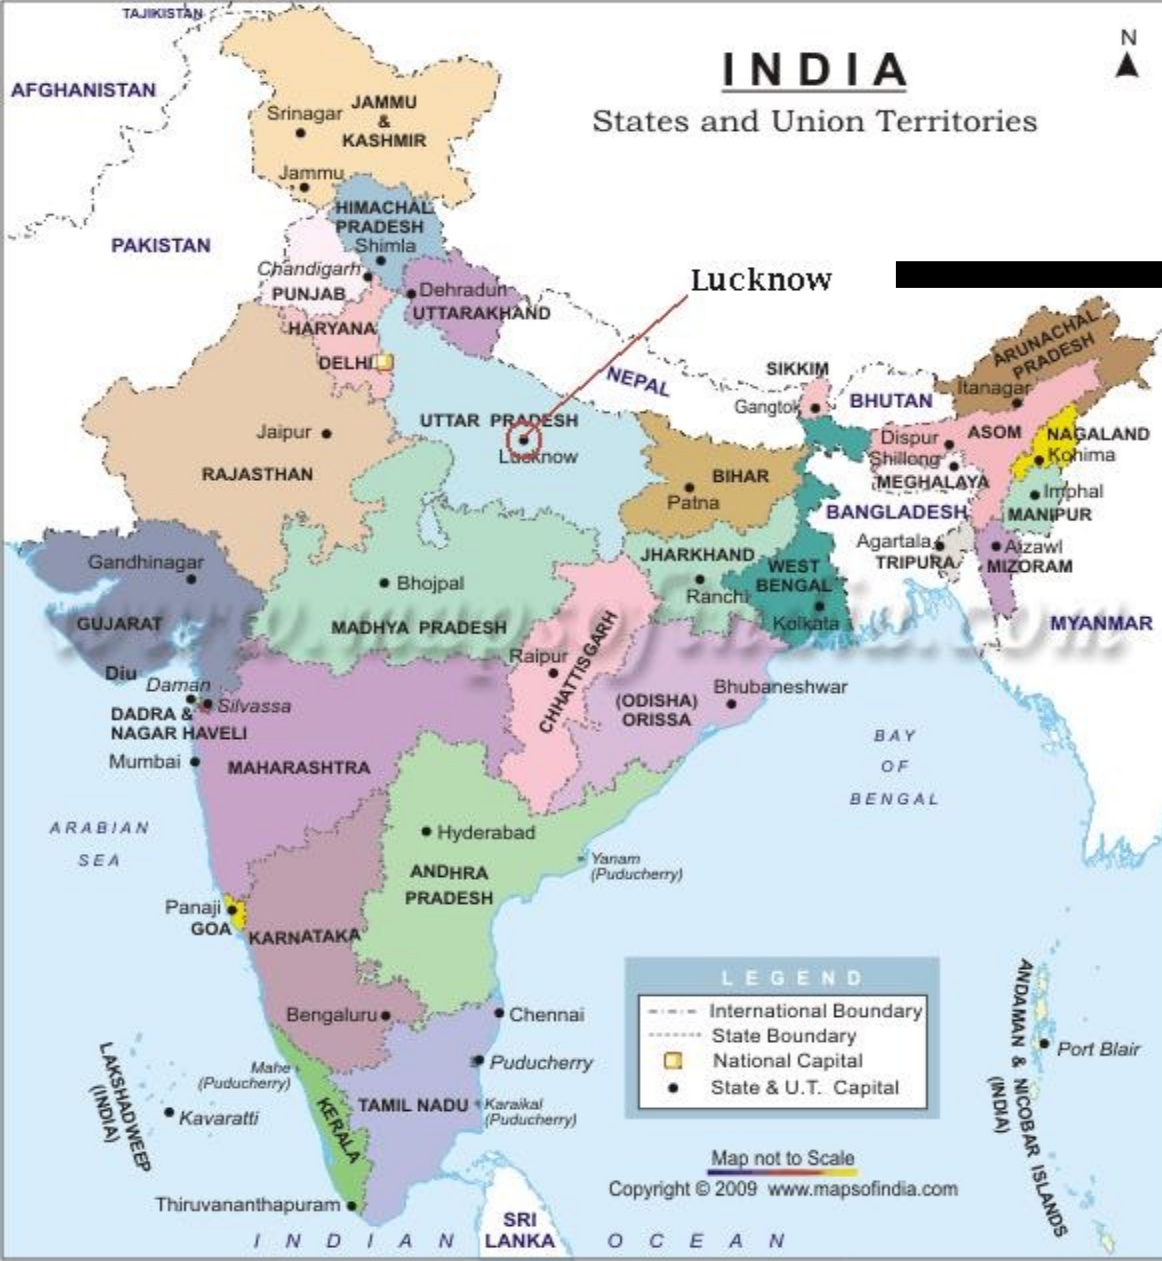 TAJIKISTAN
INDIA
N
States and Union Territories
AFGHANISTAN
JAMMU
&
KASHMIR
Srinagar
Jammu
HIMACHAL
PRADESH
Shimla
PAKISTAN
Chandigarh
PUNJAB
Dehradun
UTTARAKHAND
Lucknow
HARYANA
DELHI
NEPAL
SIKKIM
Gangtok
BHUTAN
ARUNACHAL
PRADESH
Itanagar
UTTAR PRADESH
Lucknow
Jaipur
RAJASTHAN
BIHAR
Patna
Dispur
ASOM
NAGALAND
Kohima
Shillong
MEGHALAYA
BANGLADESH
Imphal
MANIPUR
Agartala
TRIPURA
Aizawl
MIZORAM
MYANMAR
Gandhinagar
GUJARAT
Bhojpal
MADHYA PRADESH
JHARKHAND
Ranchi
WEST
BENGAL
Kolkata
www.mapsofindia.com
Diu
Daman
Silvassa
DADRA &
NAGAR HAVELI
Mumbai
MAHARASHTRA
Raipur
CHHATTISGARH
(ODISHA)
ORISSA
Bhubaneshwar
BAY
OF
BENGAL
ARABIAN
SEA
Hyderabad
ANDHRA
PRADESH
Yanam
(Puducherry)
Panaji
GOA
KARNATAKA
Bengaluru
Chennai
Mahe
(Puducherry)
Puducherry
KERALA
TAMIL NADU
Karaikal
(Puducherry)
LAKSHADWEEP
(INDIA)
Kavaratti
Thiruvananthapuram
LEGEND
International Boundary
State Boundary
National Capital
State & U.T. Capital
Map not to Scale
Copyright © 2009 www.mapsofindia.com
ANDAMAN & NICOBAR ISLANDS
(INDIA)
Port Blair
SRI
LANKA
INDIAN OCEAN